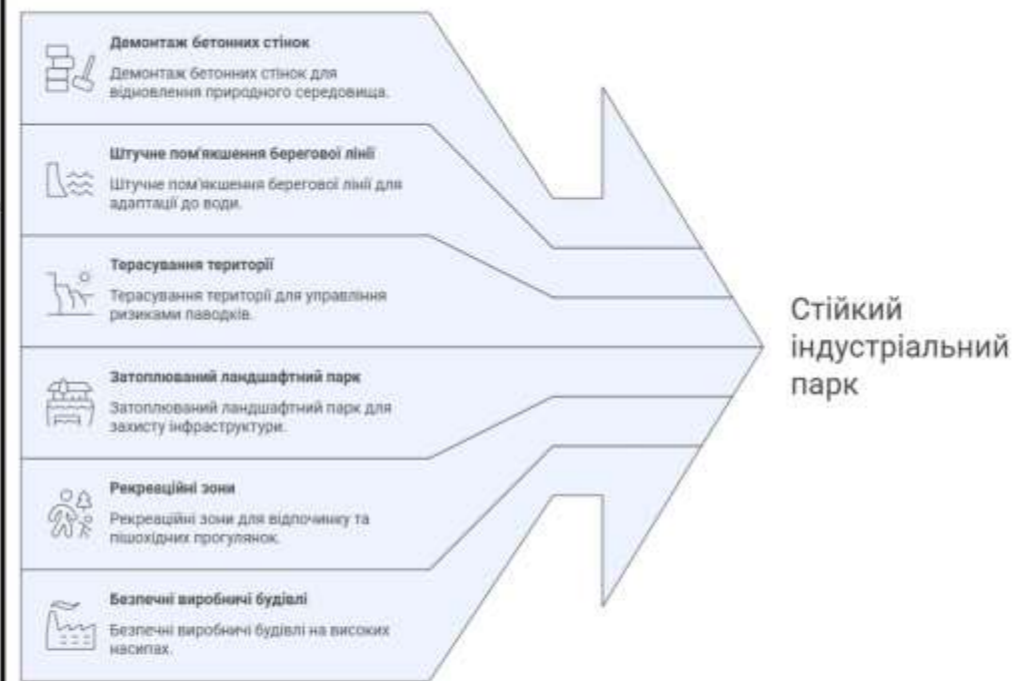 Демонтаж бетонних стінок
Демонтаж бетонних стінок для
відновлення природного середовища.
Штучне пом'якшення берегової лінії
Штучне пом'якшення берегової лінії для
адаптації до води.
Терасування території
Терасування території для управління
ризиками паводків.
Затоплюваний ландшафтний парк
Затоплюваний ландшафтний парк для
захисту інфраструктури.
Рекреаційні зони
Рекреаційні зони для відпочинку та
пішохідних прогулянок.
Безпечні виробничі будівлі
Безпечні виробничі будівлі на високих
насипах.
Стійкий
індустріальний
парк